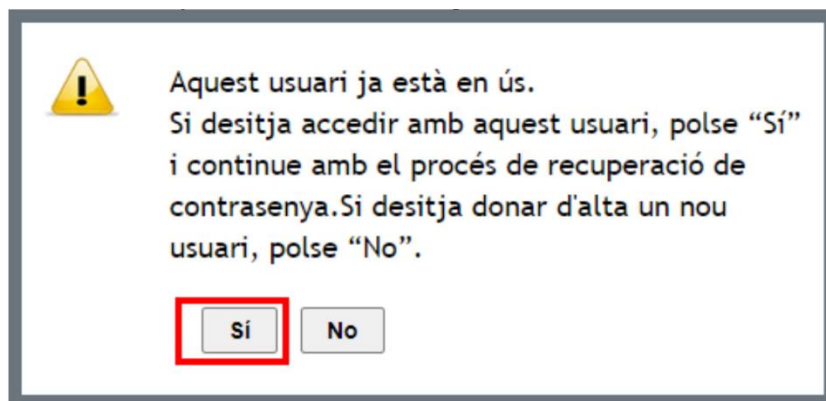 Aquest usuari ja està en ús.
Si desitja accedir amb aquest usuari, polse “Sí”
i continue amb el procés de recuperació de
contrasenya.Si desitja donar d'alta un nou
usuari, polse “No”.
Sí No